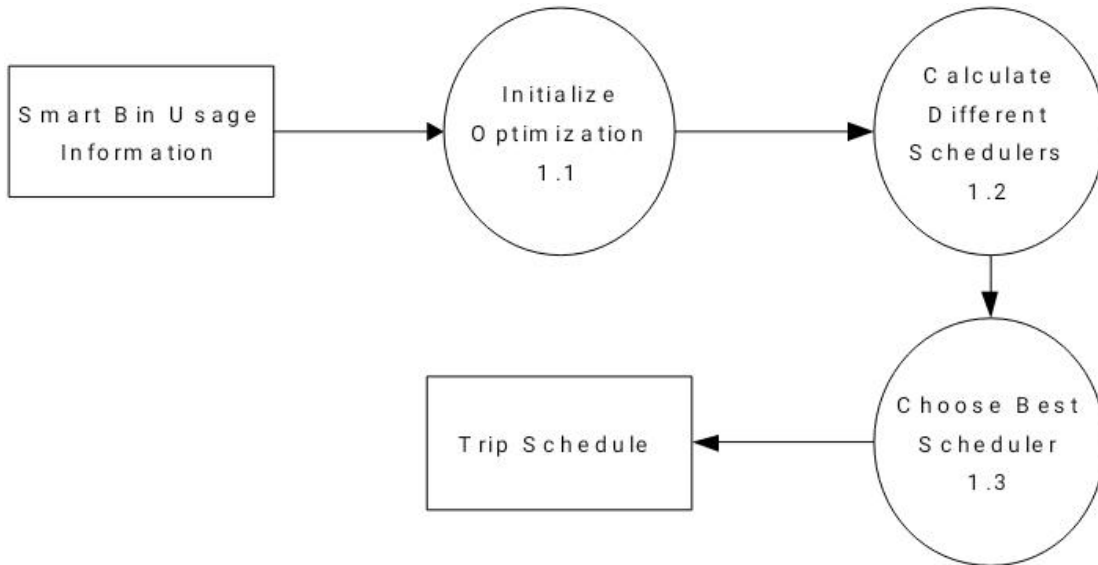 Smart Bin Usage
Information
Initialize
Optimization
1.1
Calculate
Different
Schedulers
1.2
Choose Best
Scheduler
1.3
Trip Schedule